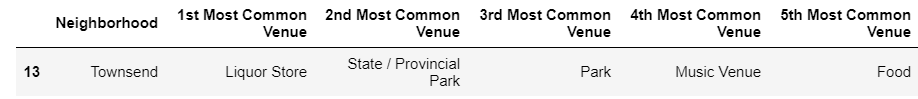 Neighborhood 1st Most Common Venue 2nd Most Common Venue 3rd Most Common Venue 4th Most Common Venue 5th Most Common Venue
13 Townsend Liquor Store State / Provincial Park Park Music Venue Food